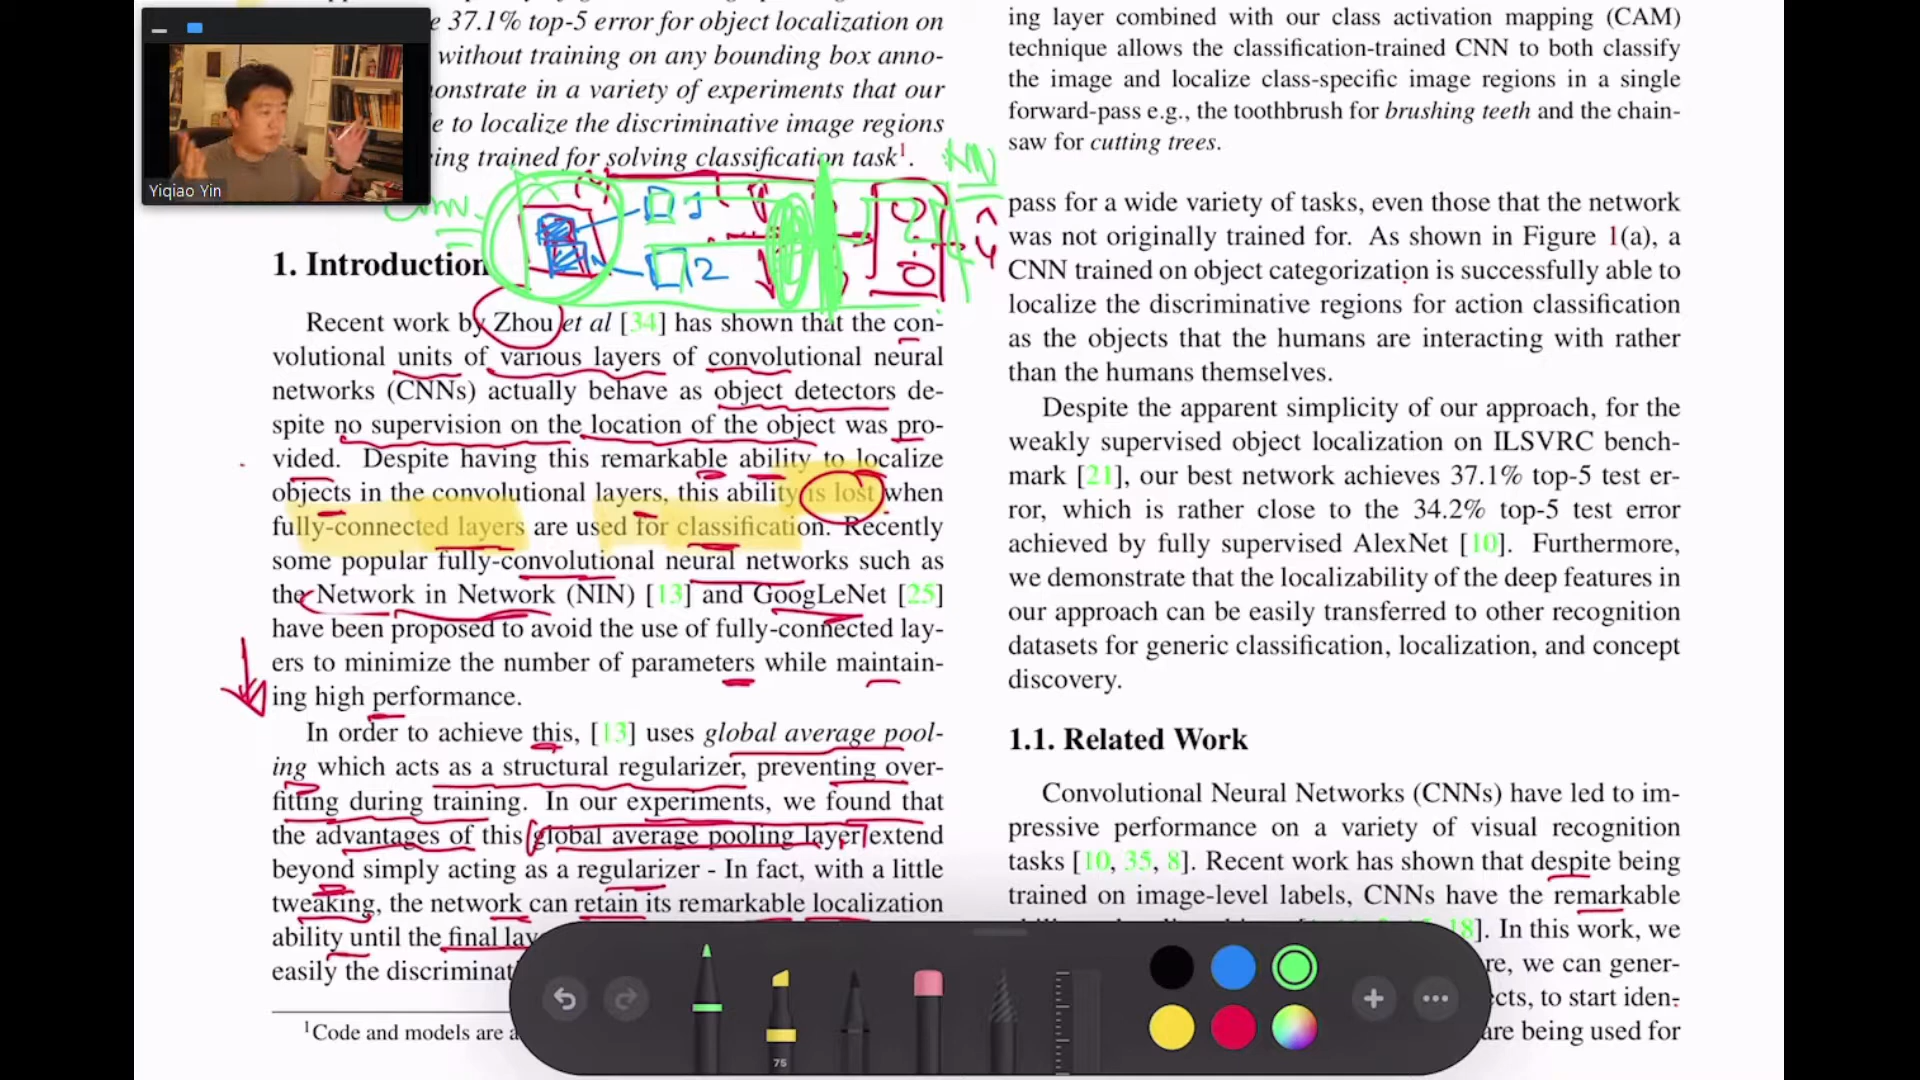 Yiqiao Yin
37.1% top-5 error for object localization on
without training on any bounding box anno-
onstrate in a variety of experiments that our
e to localize the discriminative image regions
ing trained for solving classification task1.
1
2
1. Introduction
Recent work by Zhou et al [34] has shown that the con-
volutional units of various layers of convolutional neural
networks (CNNs) actually behave as object detectors de-
spite no supervision on the location of the object was pro-
vided. Despite having this remarkable ability to localize
objects in the convolutional layers, this ability is lost when
fully-connected layers are used for classification. Recently
some popular fully-convolutional neural networks such as
the Network in Network (NIN) [13] and GoogLeNet [25]
have been proposed to avoid the use of fully-connected lay-
ers to minimize the number of parameters while maintain-
ing high performance.
In order to achieve this, [13] uses global average pool-
ing which acts as a structural regularizer, preventing over-
fitting during training. In our experiments, we found that
the advantages of this global average pooling layer extend
beyond simply acting as a regularizer - In fact, with a little
tweaking, the network can retain its remarkable localization
ability until the final lay
easily the discriminat
1Code and models are a
ing layer combined with our class activation mapping (CAM)
technique allows the classification-trained CNN to both classify
the image and localize class-specific image regions in a single
forward-pass e.g., the toothbrush for brushing teeth and the chain-
saw for cutting trees.
pass for a wide variety of tasks, even those that the network
was not originally trained for. As shown in Figure 1(a), a
CNN trained on object categorization is successfully able to
localize the discriminative regions for action classification
as the objects that the humans are interacting with rather
than the humans themselves.
Despite the apparent simplicity of our approach, for the
weakly supervised object localization on ILSVRC bench-
mark [21], our best network achieves 37.1% top-5 test er-
ror, which is rather close to the 34.2% top-5 test error
achieved by fully supervised AlexNet [10]. Furthermore,
we demonstrate that the localizability of the deep features in
our approach can be easily transferred to other recognition
datasets for generic classification, localization, and concept
discovery.
1.1. Related Work
Convolutional Neural Networks (CNNs) have led to im-
pressive performance on a variety of visual recognition
tasks [10, 35, 8]. Recent work has shown that despite being
trained on image-level labels, CNNs have the remarkable
18]. In this work, we
re, we can gener-
ects, to start iden-
are being used for
75